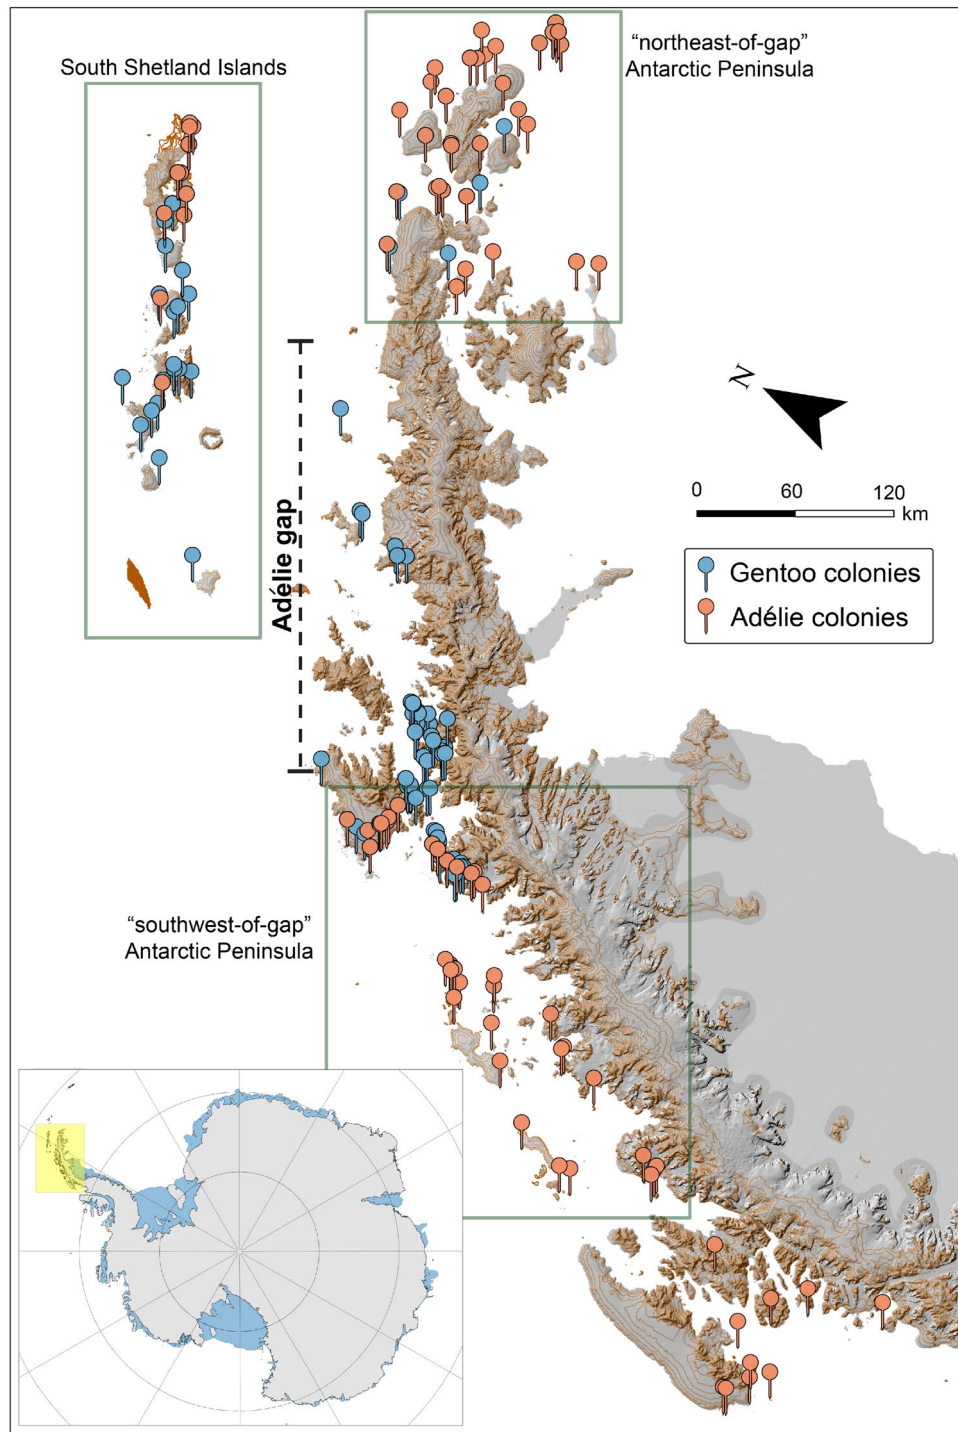 South Shetland Islands
“northeast-of-gap”
Antarctic Peninsula
N
0 60 120
km
Gentoo colonies
Adélie colonies
Adélie gap
“southwest-of-gap”
Antarctic Peninsula